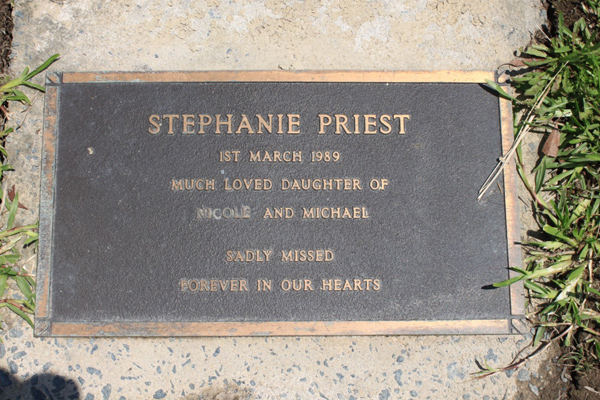 STEPHANIE PRIEST
1ST MARCH 1989
MUCH LOVED DAUGHTER OF
NICOLE AND MICHAEL
SADLY MISSED
FOREVER IN OUR HEARTS